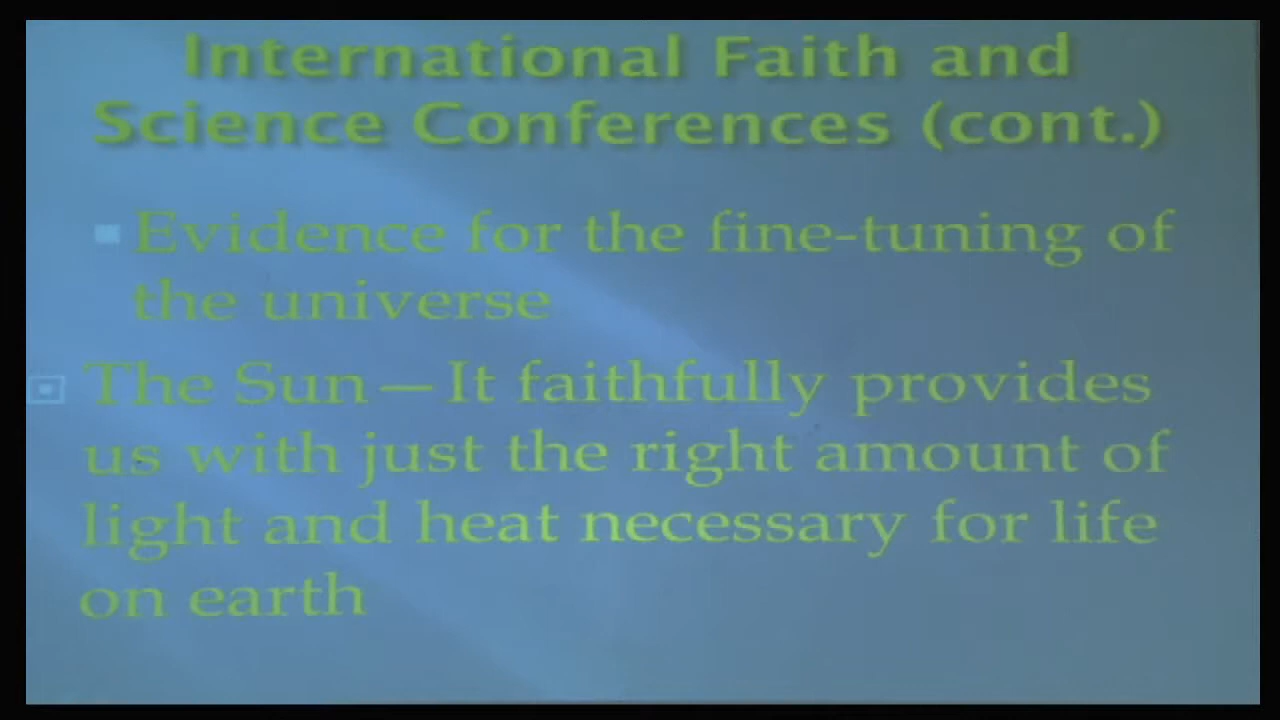 International Faith and
Science Conferences (cont.)
Evidence for the fine-tuning of
the universe
The Sun—It faithfully provides
us with just the right amount of
light and heat necessary for life
on earth